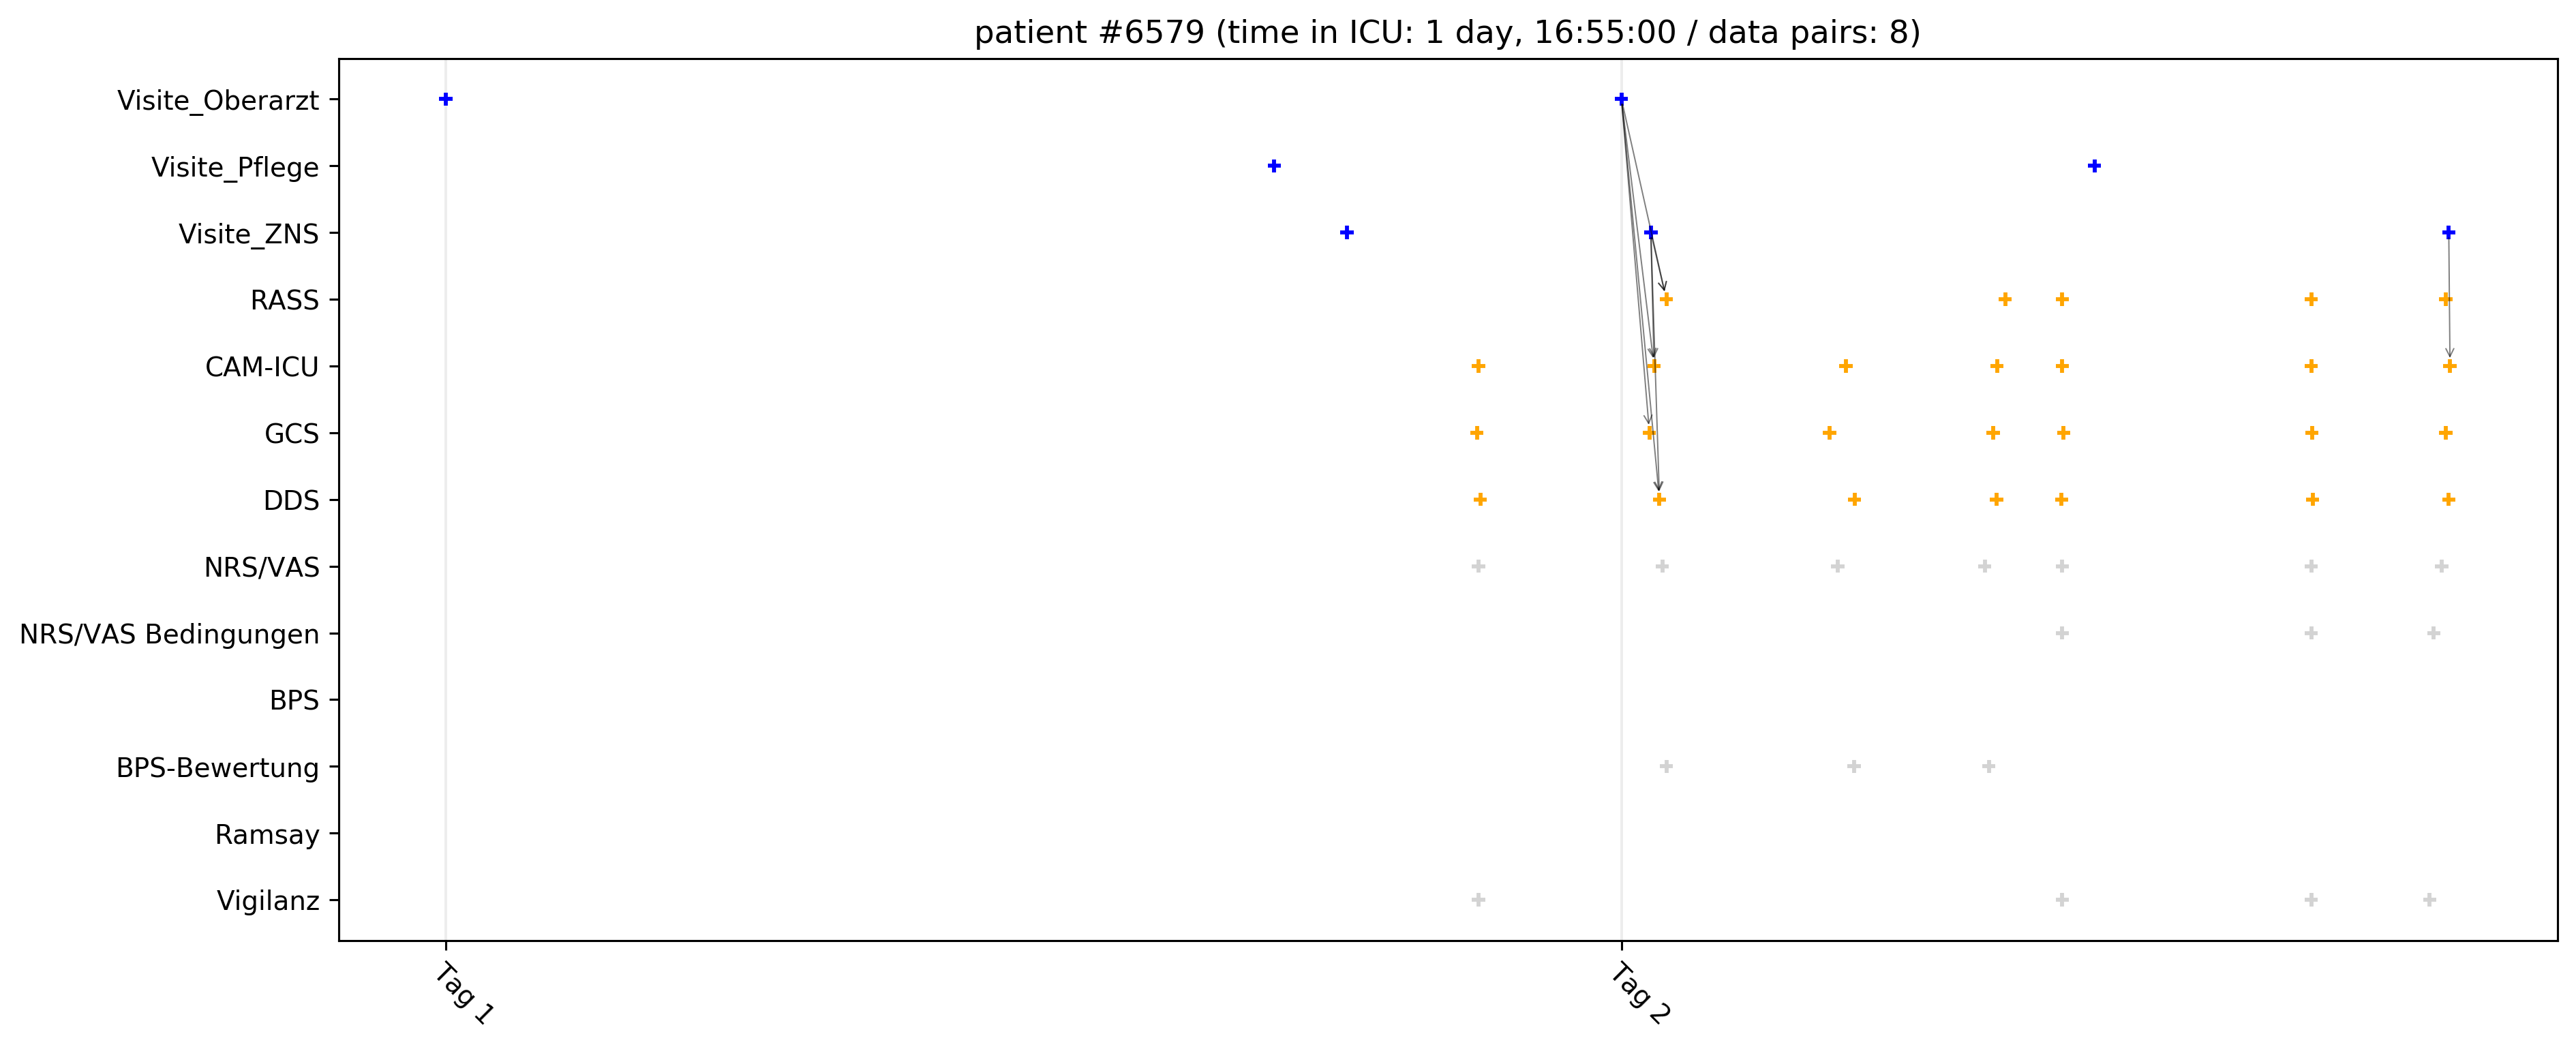 patient #6579 (time in ICU: 1 day, 16:55:00 / data pairs: 8)
Visite_Oberarzt
Visite_Pflege
Visite_ZNS
RASS
CAM-ICU
GCS
DDS
NRS/VAS
NRS/VAS Bedingungen
BPS
BPS-Bewertung
Ramsay
Vigilanz
Tag 1
Tag 2